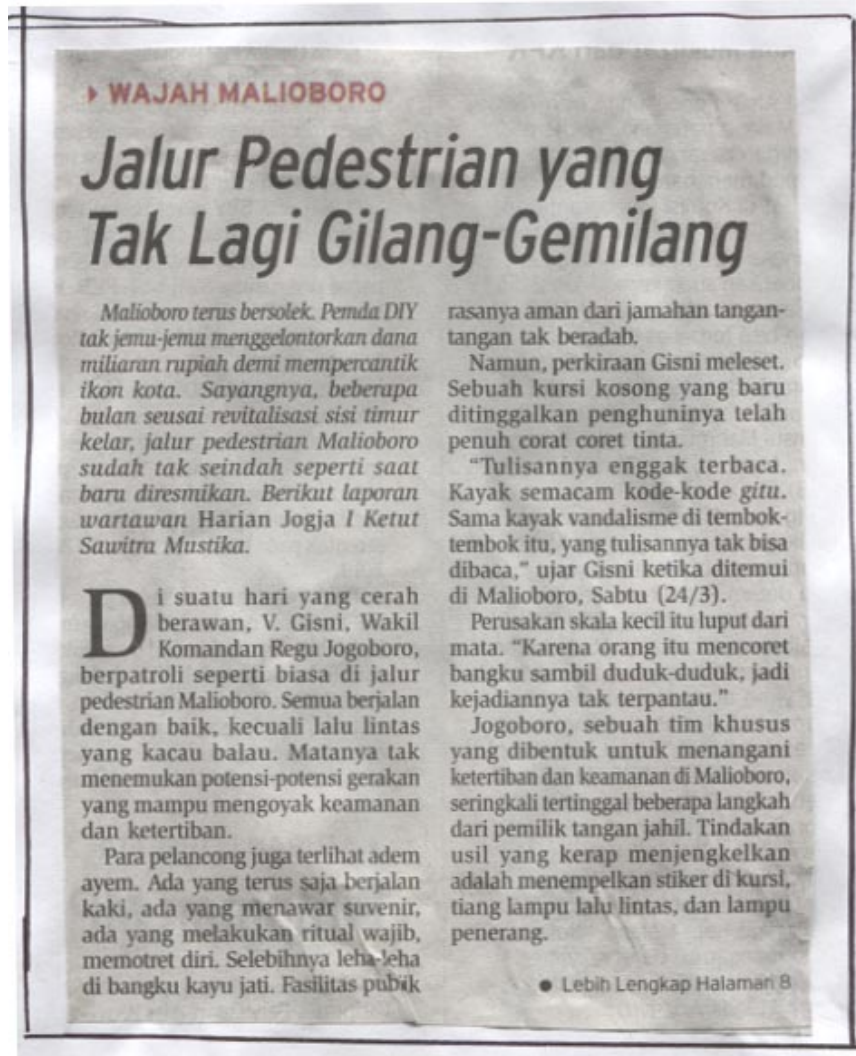 WAJAH MALIOBORO
Jalur Pedestrian yang
Tak Lagi Gilang-Gemilang
Malioboro terus bersolek. Pemda DIY
tak jemu-jemu menggelontorkan dana
miliaran rupiah demi mempercantik
ikon kota. Sayangnya, beberapa
bulan seusai revitalisasi sisi timur
kelar, jalur pedestrian Malioboro
sudah tak seindah seperti saat
baru diresmikan. Berikut laporan
wartawan Harian Jogja I Ketut
Sawitra Mustika.
Di suatu hari yang cerah
berawan, V. Gisni, Wakil
Komandan Regu Jogoboro,
berpatroli seperti biasa di jalur
pedestrian Malioboro. Semua berjalan
dengan baik, kecuali lalu lintas
yang kacau balau. Matanya tak
menemukan potensi-potensi gerakan
yang mampu mengoyak keamanan
dan ketertiban.
Para pelancong juga terlihat adem
ayem. Ada yang terus saja berjalan
kaki, ada yang menawar suvenir,
ada yang melakukan ritual wajib,
memotret diri. Selebihnya leha-leha
di bangku kayu jati. Fasilitas publik
rasanya aman dari jamahan tangan-
tangan tak beradab.
Namun, perkiraan Gisni meleset.
Sebuah kursi kosong yang baru
ditinggalkan penghuninya telah
penuh corat coret tinta.
“Tulisannya enggak terbaca.
Kayak semacam kode-kode gitu.
Sama kayak vandalisme di tembok-
tembok itu, yang tulisannya tak bisa
dibaca,” ujar Gisni ketika ditemui
di Malioboro, Sabtu (24/3).
Perusakan skala kecil itu luput dari
mata. “Karena orang itu mencoret
bangku sambil duduk-duduk, jadi
kejadiannya tak terpantau.”
Jogoboro, sebuah tim khusus
yang dibentuk untuk menangani
ketertiban dan keamanan di Malioboro,
seringkali tertinggal beberapa langkah
dari pemilik tangan jahil. Tindakan
usil yang kerap menjengkelkan
adalah menempelkan stiker di kursi,
tiang lampu lalu lintas, dan lampu
penerang.
● Lebih Lengkap Halaman 8